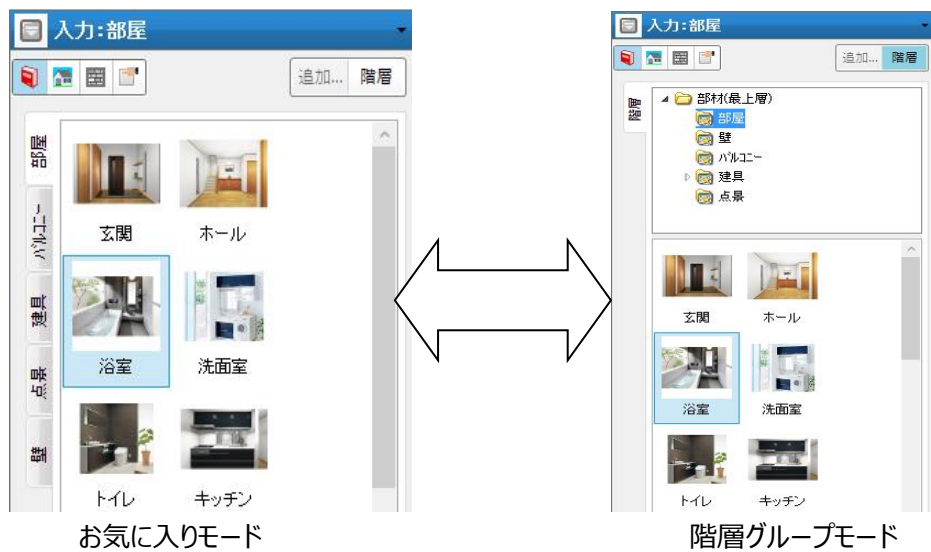 入力:部屋
追加... 階層
部屋
バルコニー
建具
点景
壁
玄関 ホール
浴室 洗面室
トイレ キッチン
お気に入りモード
入力:部屋
追加... 階層
階層
部材(最上層)
部屋
壁
バルコニー
建具
点景
玄関 ホール
浴室 洗面室
トイレ キッチン
階層グループモード